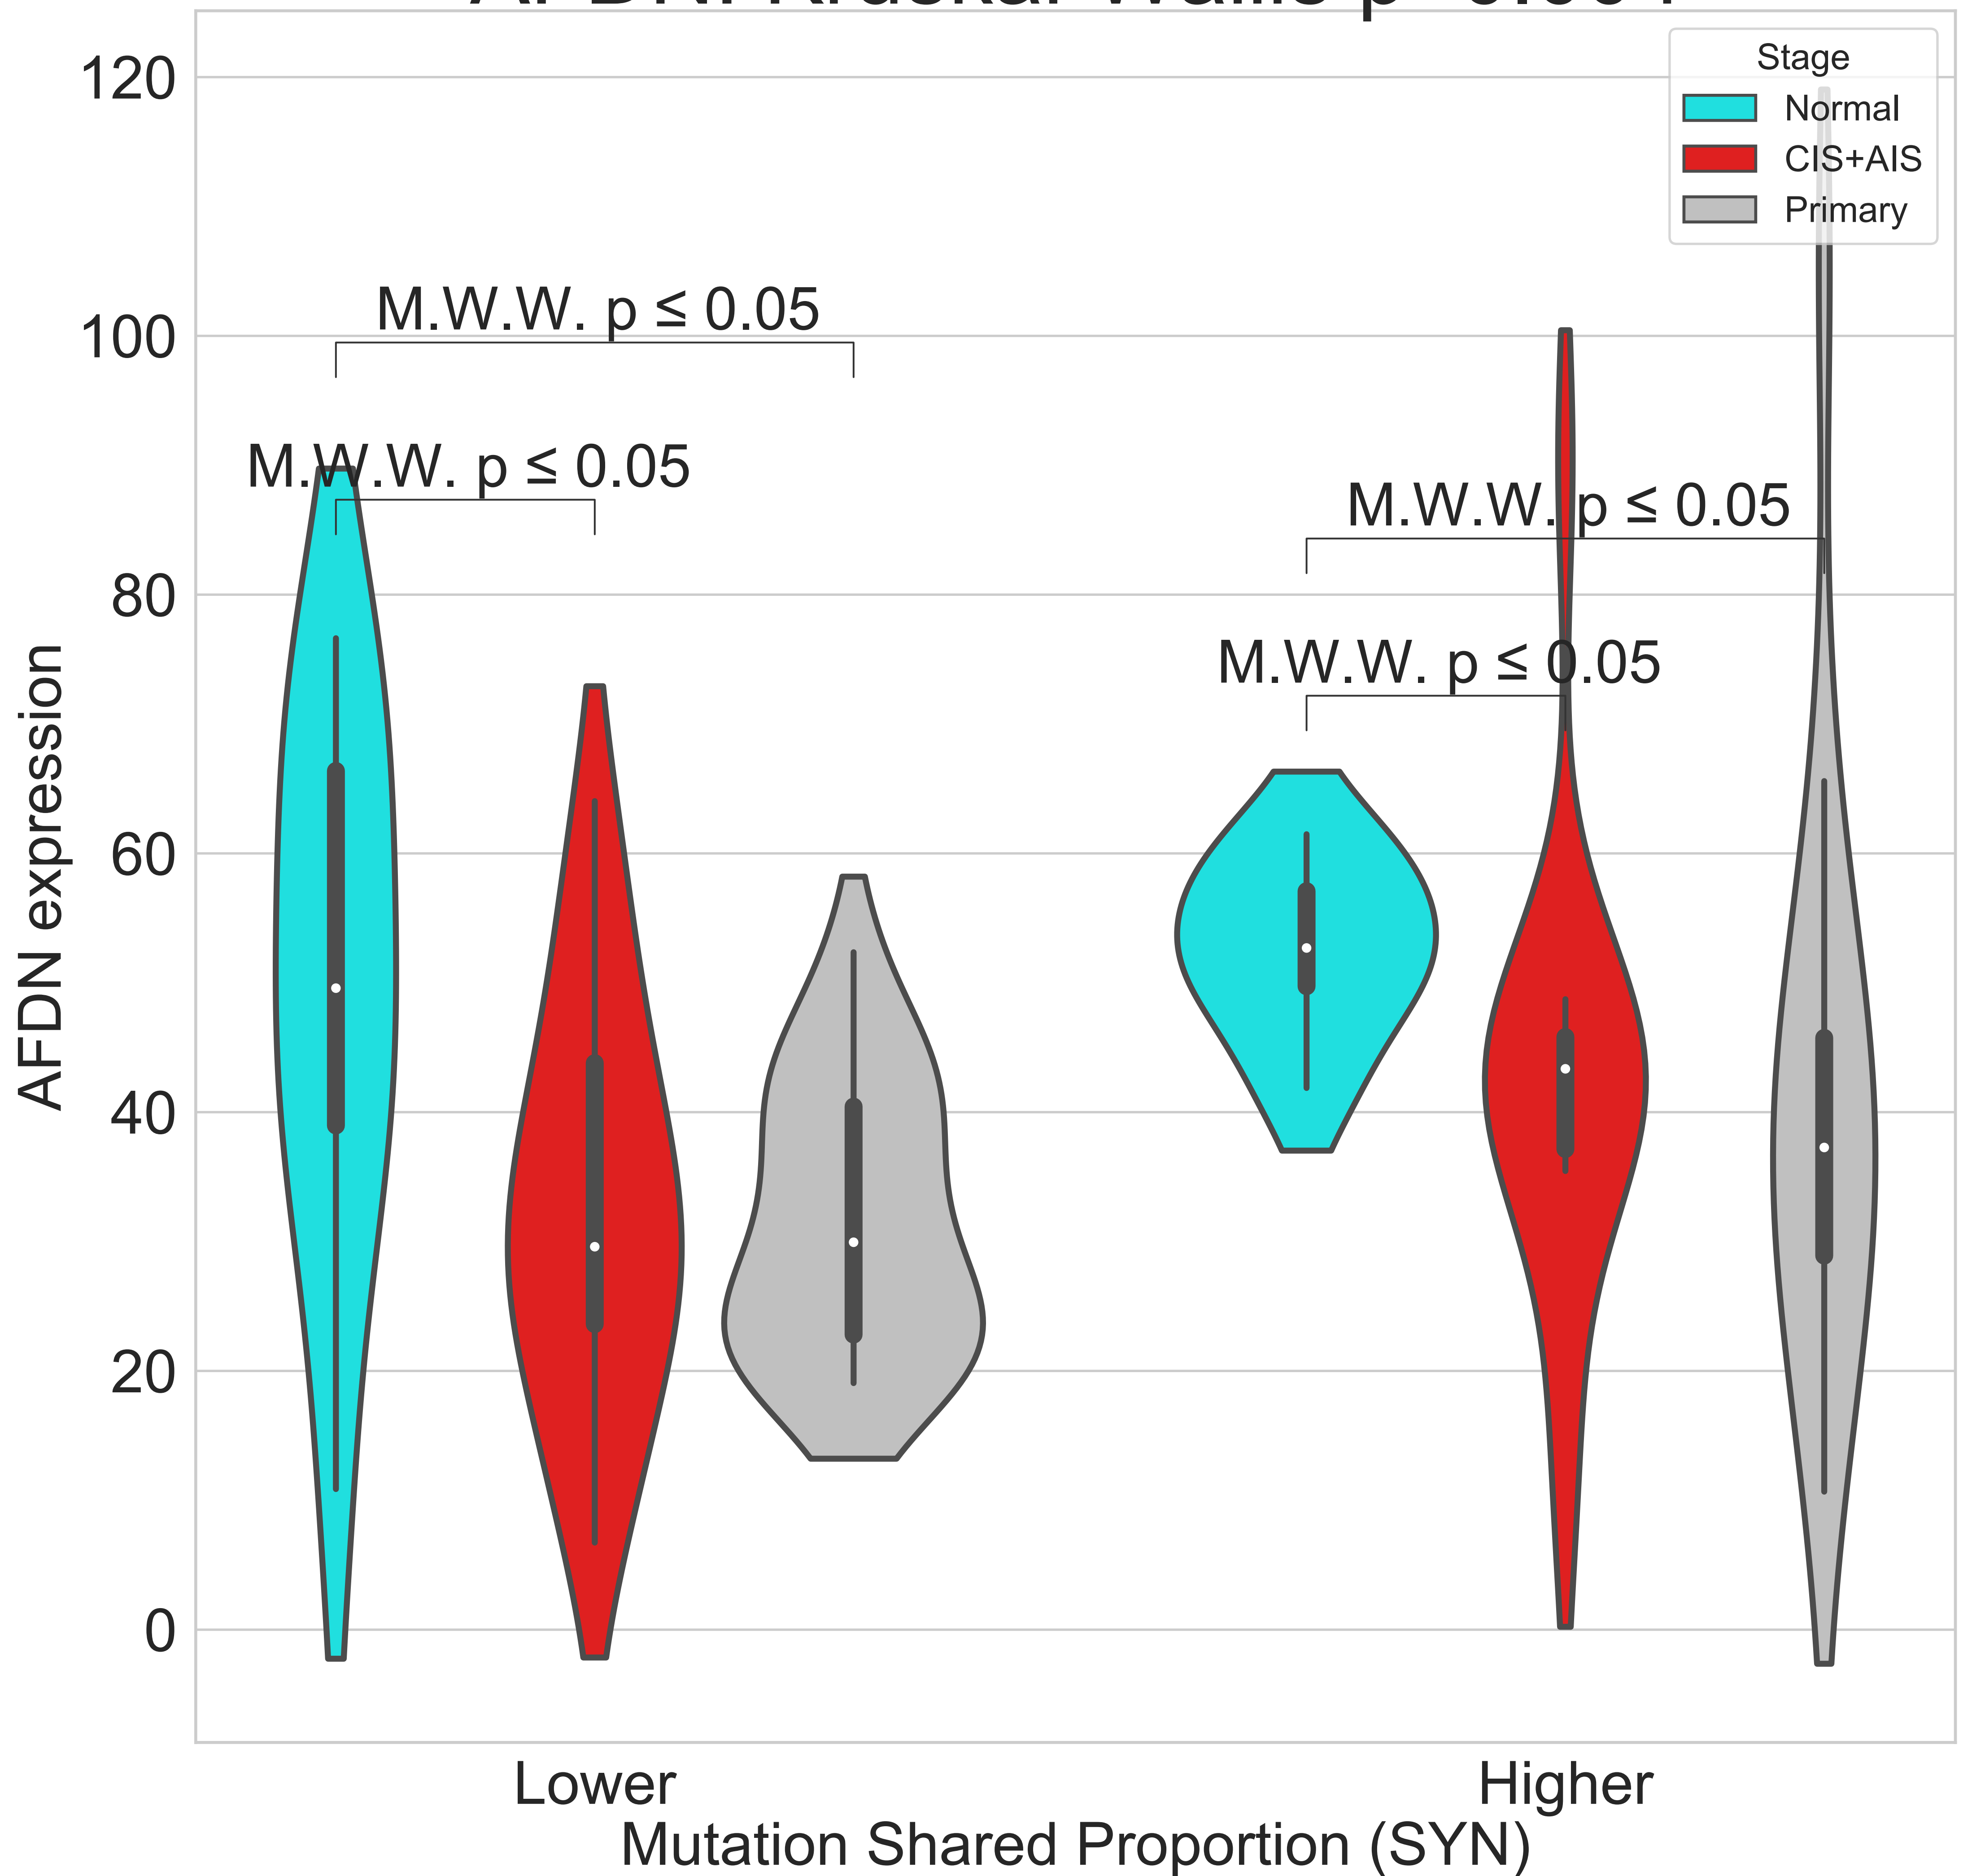 Stage
Normal
CIS+AIS
Primary
120
100
80
60
40
20
0
AFDN expression
M.W.W. p ≤ 0.05
M.W.W. p ≤ 0.05
M.W.W. p ≤ 0.05
M.W.W. p ≤ 0.05
Lower
Higher
Mutation Shared Proportion (SYN)